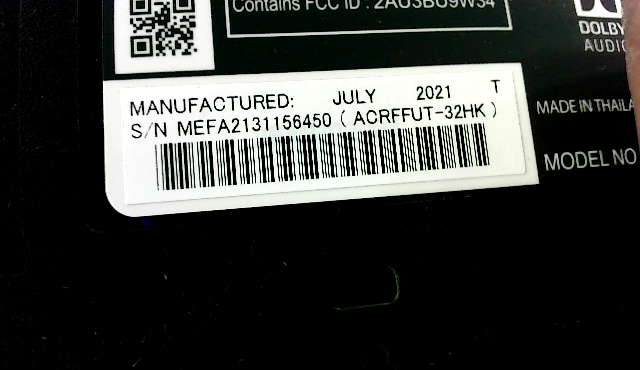 Contains FCC ID : 2AU3BU9W34
DOLBY
AUDIO
MANUFACTURED: JULY 2021 T
S/N MEFA2131156450 ( ACRFFUT-32HK )
MADE IN THAILA
MODEL NO